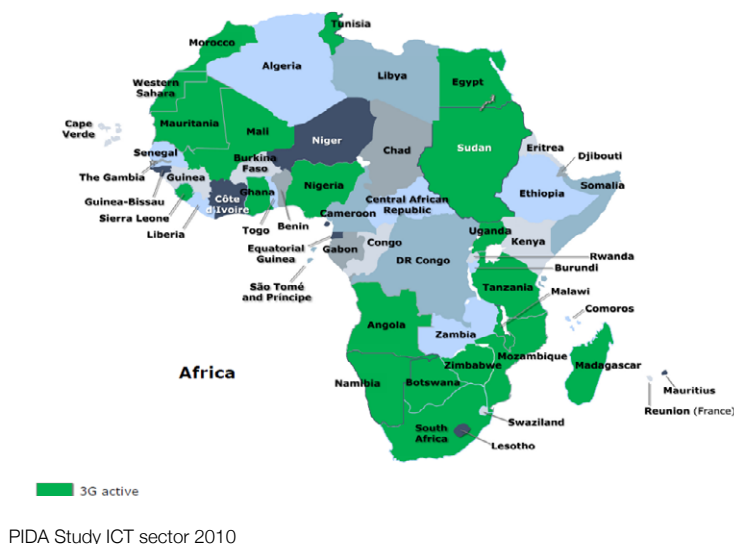 Tunisia
Morocco
Algeria
Libya
Egypt
Western
Sahara
Cape
Verde
Mauritania
Mali
Niger
Chad
Sudan
Eritrea
Senegal
Burkina
Faso
Djibouti
The Gambia
Guinea
Nigeria
Somalia
Guinea-Bissau
Côte
d'Ivoire
Ghana
Central African
Republic
Ethiopia
Sierra Leone
Cameroon
Liberia
Togo
Benin
Uganda
Kenya
Equatorial
Guinea
Gabon
Congo
DR Congo
Rwanda
Burundi
São Tomé
and Príncipe
Tanzania
Malawi
Comoros
Angola
Zambia
Mozambique
Zimbabwe
Madagascar
Africa
Namibia
Botswana
Mauritius
Reunion (France)
Swaziland
South
Africa
Lesotho
3G active
PIDA Study ICT sector 2010